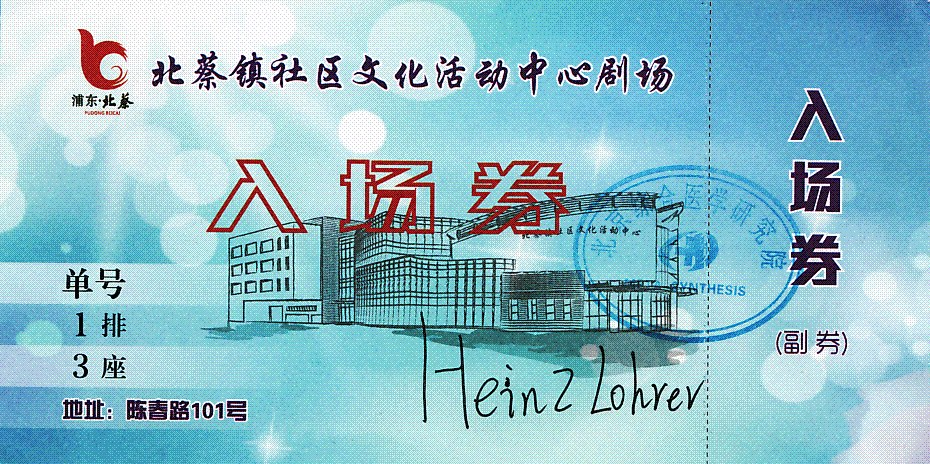 浦东·北蔡
PUDONG BEICAI
北蔡镇社区文化活动中心剧场
入场券
北蔡镇社区文化活动中心
单号
1 排
3 座
地址：陈春路101号
Heinz Lohrer
合医学研究院
SYNTHESIS
入场券
(副券)